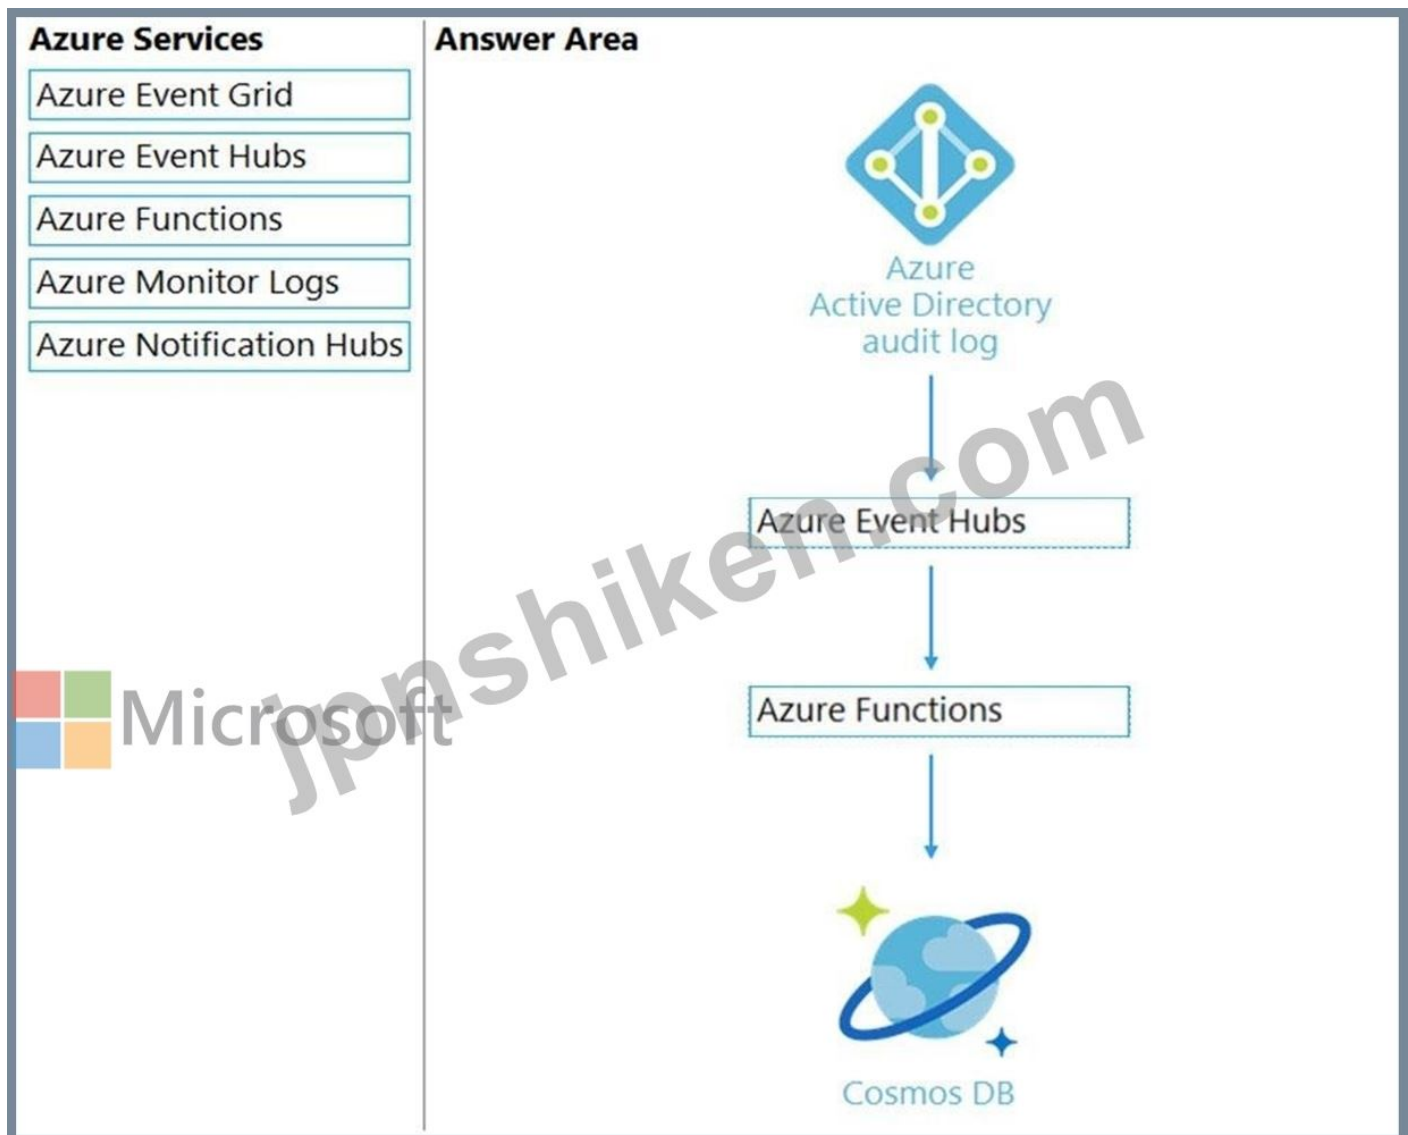 Azure Services
Answer Area
Azure Event Grid
Azure Event Hubs
Azure Functions
Azure Monitor Logs
Azure Notification Hubs
Azure
Active Directory
audit log
Azure Event Hubs
Azure Functions
Cosmos DB
Microsoft
jpnshiken.com